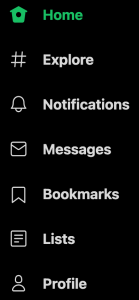 Home
Explore
Notifications
Messages
Bookmarks
Lists
Profile